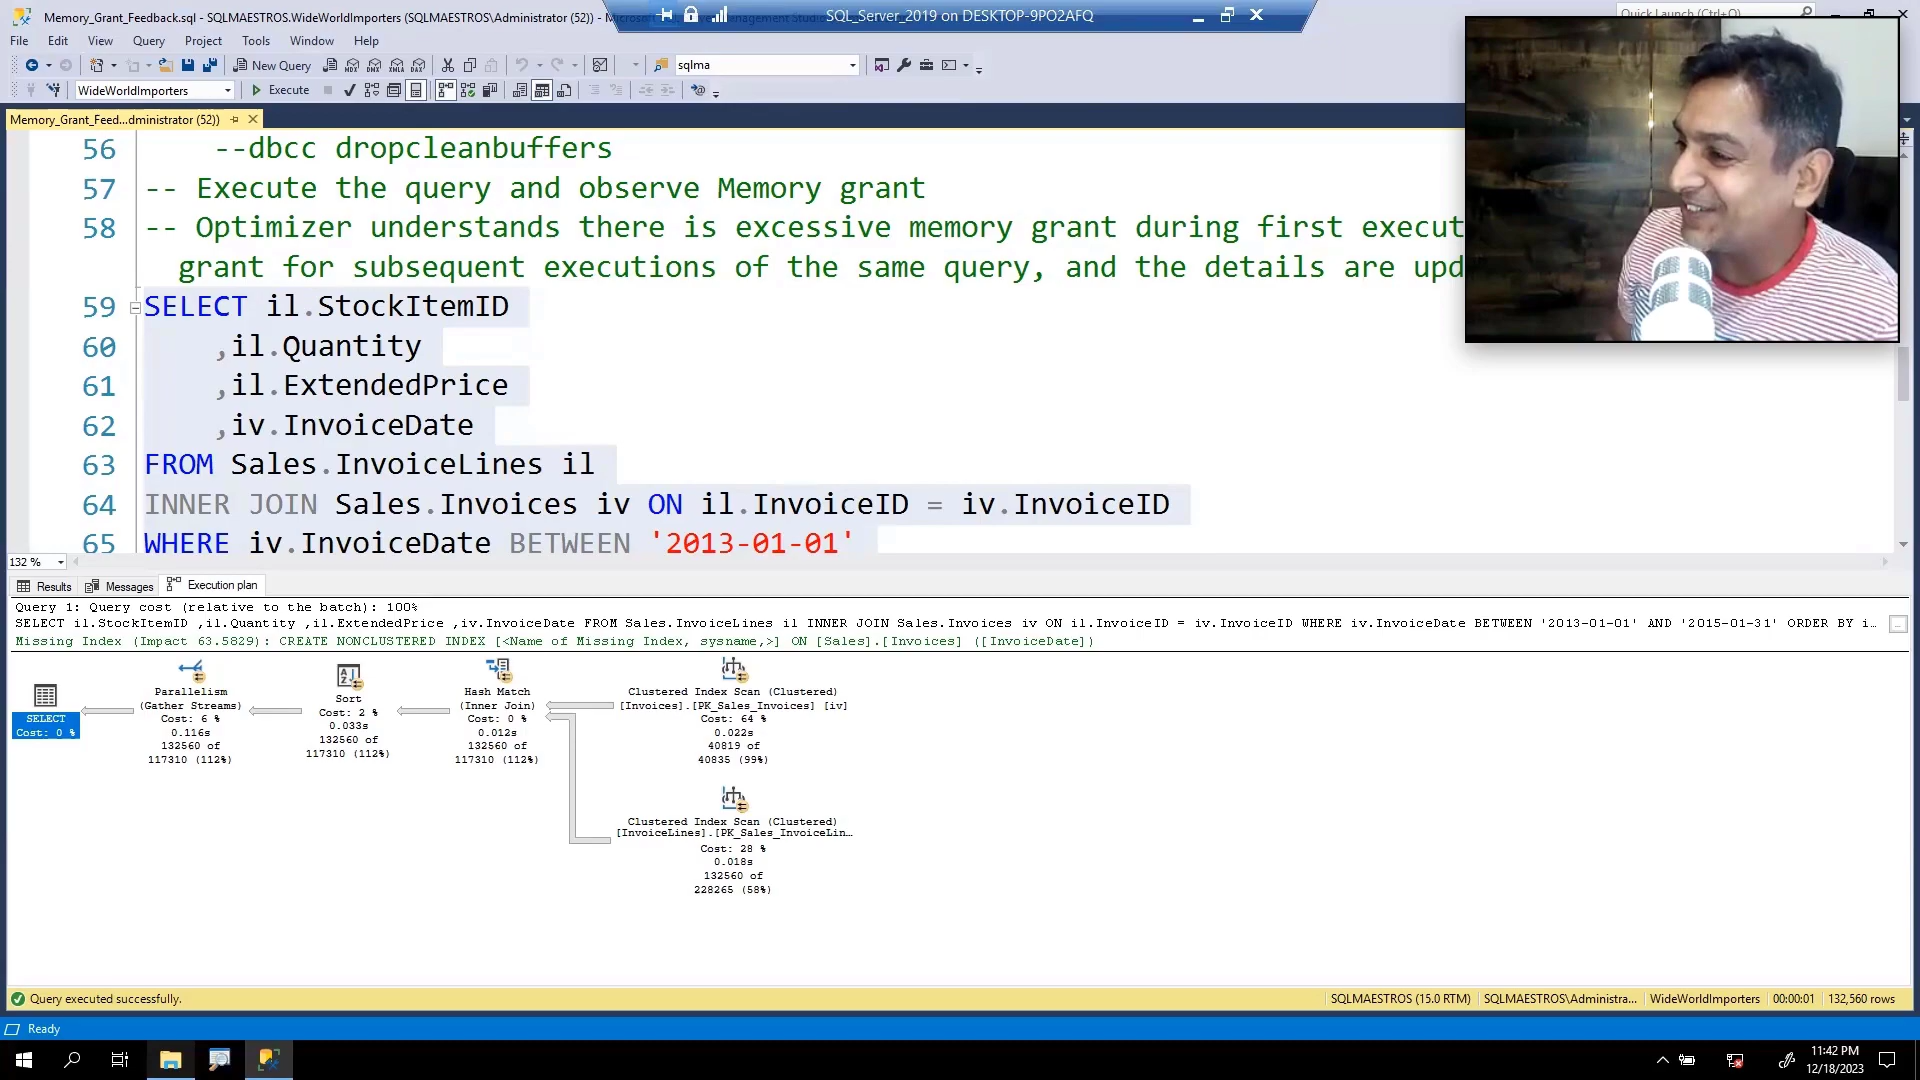 Memory_Grant_Feedback.sql - SQLMAESTROS.WideWorldImporters (SQLMAESTROS\Administrator (52)) -
SQL_Server_2019 on DESKTOP-9PO2AFQ
Quick Launch (Ctrl+Q)
File Edit View Query Project Tools Window Help
New Query
sqlma
WideWorldImporters
Execute
Memory_Grant_Feed...dministrator (52))
56 --dbcc dropcleanbuffers
57 -- Execute the query and observe Memory grant
58 -- Optimizer understands there is excessive memory grant during first execut
grant for subsequent executions of the same query, and the details are upd
59 SELECT il.StockItemID
60 ,il.Quantity
61 ,il.ExtendedPrice
62 ,iv.InvoiceDate
63 FROM Sales.InvoiceLines il
64 INNER JOIN Sales.Invoices iv ON il.InvoiceID = iv.InvoiceID
65 WHERE iv.InvoiceDate BETWEEN '2013-01-01'
132 %
Results Messages Execution plan
Query 1: Query cost (relative to the batch): 100%
SELECT il.StockItemID ,il.Quantity ,il.ExtendedPrice ,iv.InvoiceDate FROM Sales.InvoiceLines il INNER JOIN Sales.Invoices iv ON il.InvoiceID = iv.InvoiceID WHERE iv.InvoiceDate BETWEEN '2013-01-01' AND '2015-01-31' ORDER BY i...
Missing Index (Impact 63.5829): CREATE NONCLUSTERED INDEX [<Name of Missing Index, sysname,>] ON [Sales].[Invoices] ([InvoiceDate])
SELECT
Cost: 0 %
Parallelism
(Gather Streams)
Cost: 6 %
0.116s
132560 of
117310 (112%)
Sort
Cost: 2 %
0.033s
132560 of
117310 (112%)
Hash Match
(Inner Join)
Cost: 0 %
0.012s
132560 of
117310 (112%)
Clustered Index Scan (Clustered)
[Invoices].[PK_Sales_Invoices] [iv]
Cost: 64 %
0.022s
40819 of
40835 (99%)
Clustered Index Scan (Clustered)
[InvoiceLines].[PK_Sales_InvoiceLin...
Cost: 28 %
0.018s
132560 of
228265 (58%)
Query executed successfully.
SQLMAESTROS (15.0 RTM) SQLMAESTROS\Administra... WideWorldImporters 00:00:01 132,560 rows
Ready
11:42 PM
12/18/2023